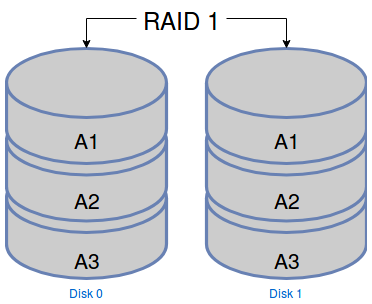 RAID 1
A1 A1
A2 A2
A3 A3
Disk 0 Disk 1